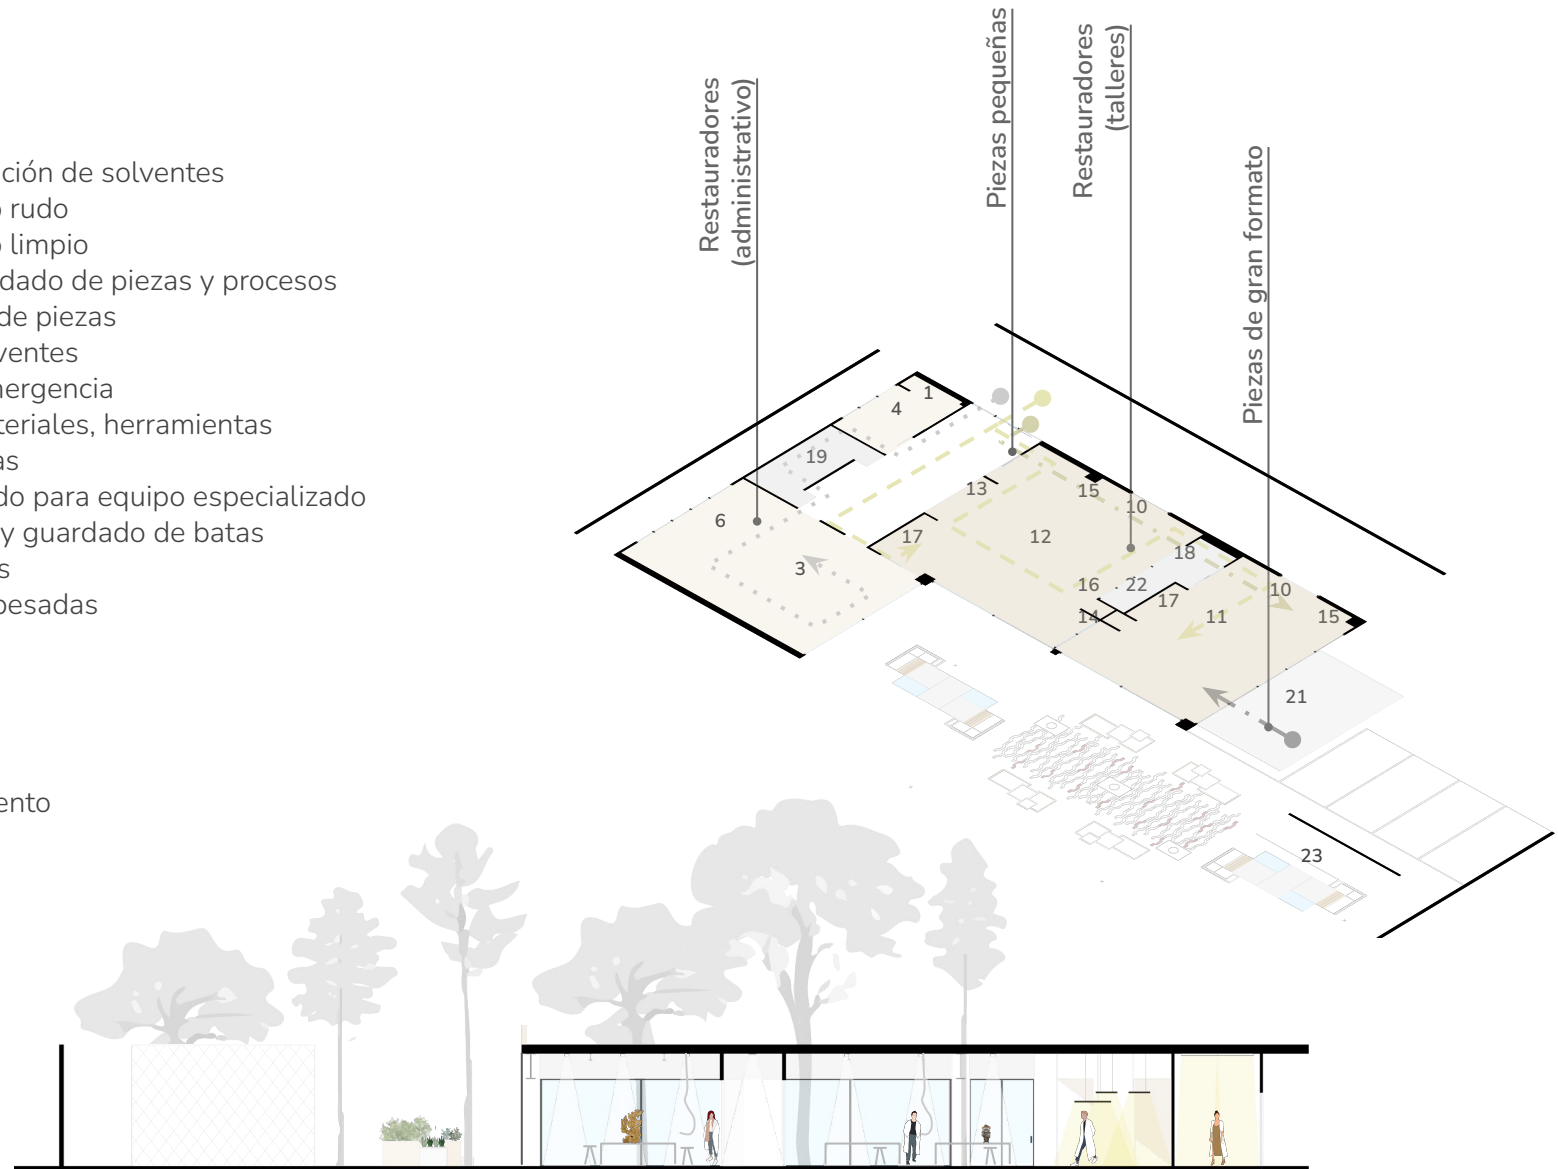 ción de solventes
o rudo
o limpio
dado de piezas y procesos
de piezas
ventes
nergencia
teriales, herramientas
as
do para equipo especializado
y guardado de batas
s
pesadas
ento
Restauradores
(administrativo)
Piezas pequeñas
Restauradores
(talleres)
Piezas de gran formato
1
4
19
6
3
13
17
12
15
10
18
16
22
17
14
11
10
15
21
23